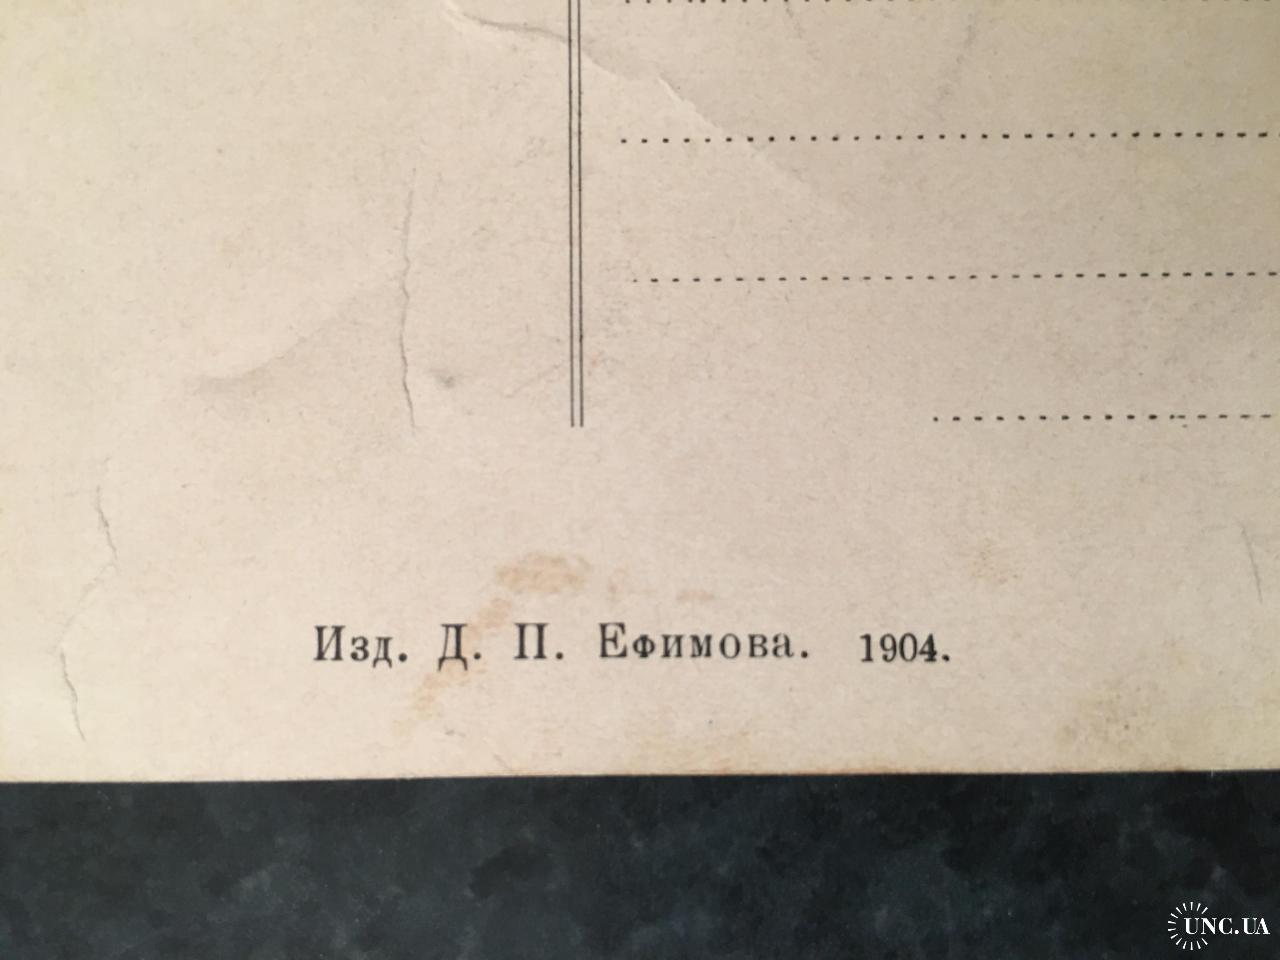 Изд. Д. П. Ефимова. 1904.
UNC.UA